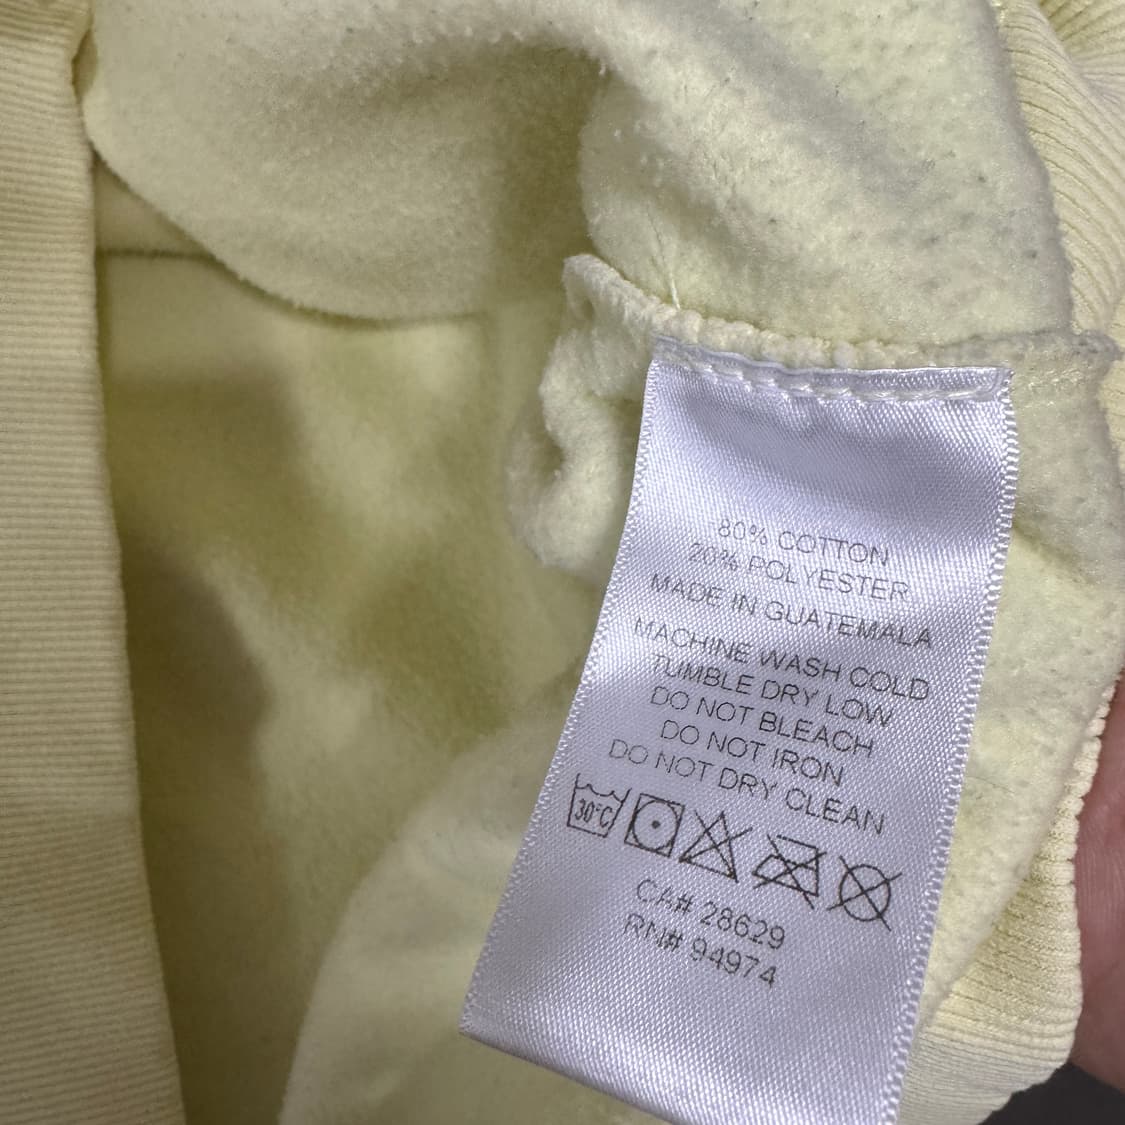 80% COTTON
20% POLYESTER
MADE IN GUATEMALA
MACHINE WASH COLD
TUMBLE DRY LOW
DO NOT BLEACH
DO NOT IRON
DO NOT DRY CLEAN
30°C
CA# 28629
RN# 94974